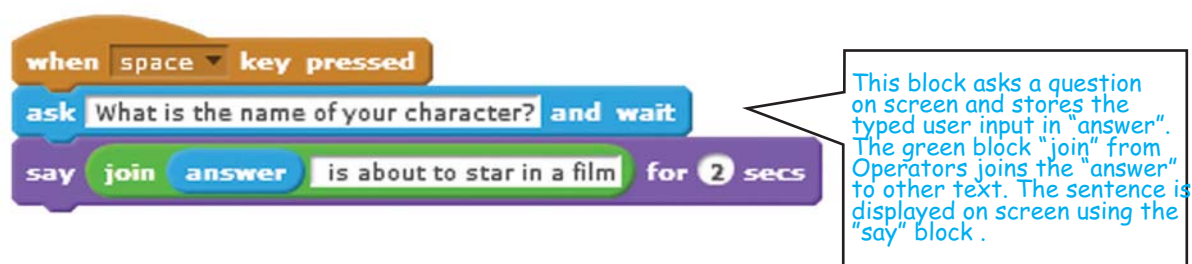 when space key pressed
ask What is the name of your character? and wait
say join answer is about to star in a film for 2 secs
This block asks a question
on screen and stores the
typed user input in “answer”.
The green block “join” from
Operators joins the “answer”
to other text. The sentence is
displayed on screen using the
“say” block .